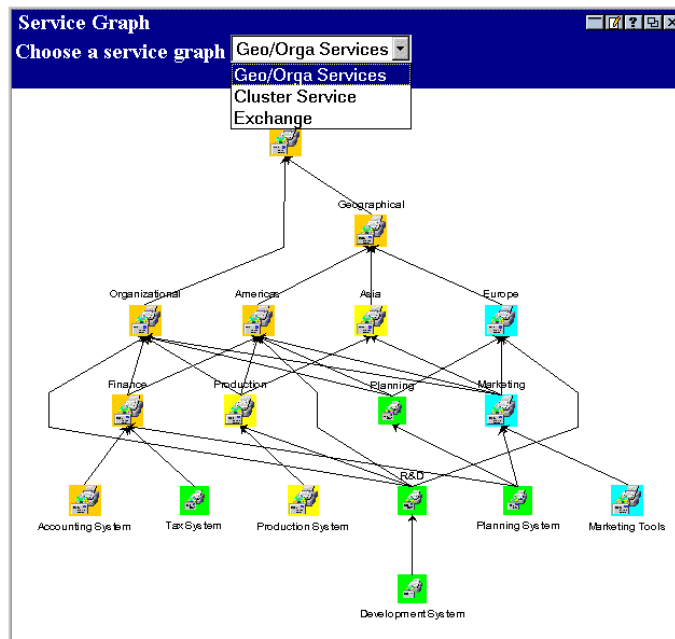 Service Graph
Choose a service graph Geo/Orga Services
Geo/Orga Services
Cluster Service
Exchange
Geographical
Organizational Americas Asia Europe
Finance Production Planning Marketing
R&D
Accounting System Tax System Production System Planning System Marketing Tools
Development System